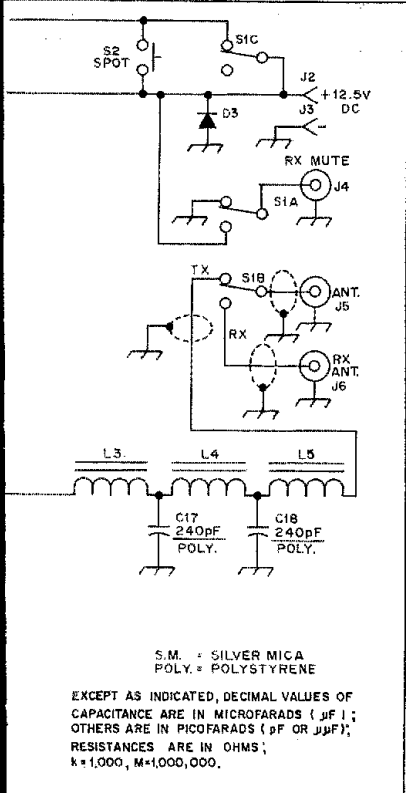 S2
SPOT
S1C
J2
+12.5V
DC
J3
-
D3
RX MUTE
J4
S1A
TX
S1B
ANT.
J5
RX
RX
ANT.
J6
L3.
L4
L5
C17
240pF
POLY.
C18
240pF
POLY.
S.M. = SILVER MICA
POLY. = POLYSTYRENE
EXCEPT AS INDICATED, DECIMAL VALUES OF
CAPACITANCE ARE IN MICROFARADS ( µF ) ;
OTHERS ARE IN PICOFARADS ( pF OR µµF);
RESISTANCES ARE IN OHMS;
k=1,000, M=1,000,000.